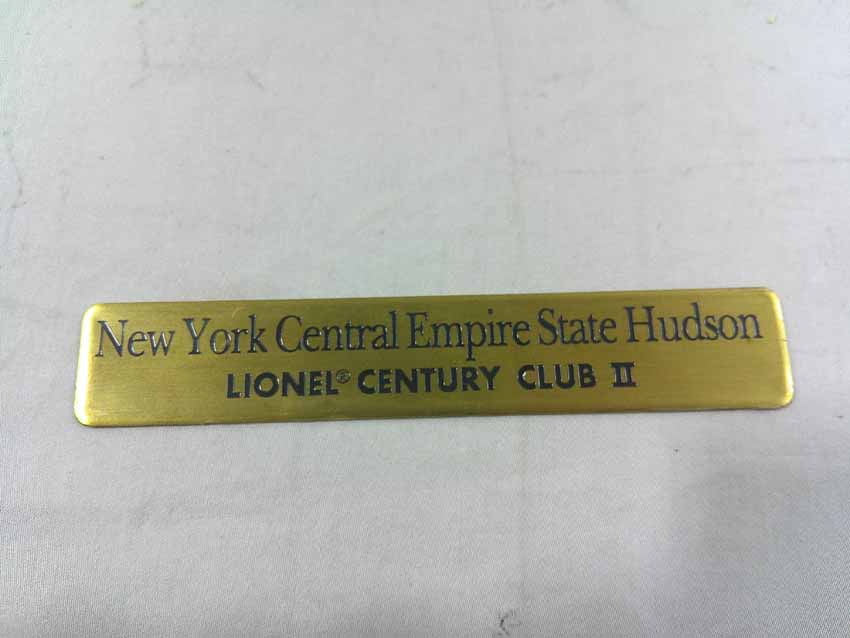 New York Central Empire State Hudson
LIONEL® CENTURY CLUB II